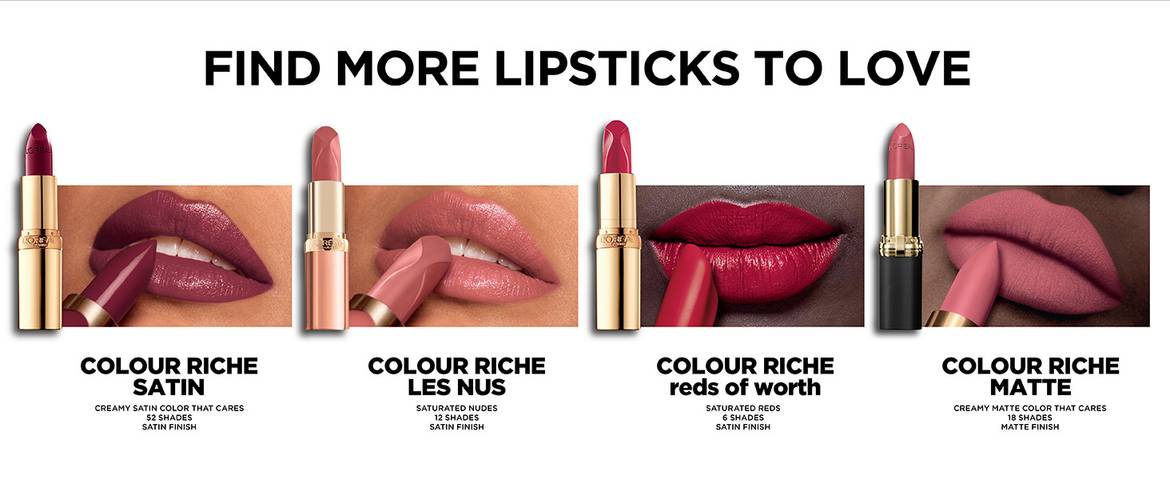 FIND MORE LIPSTICKS TO LOVE
COLOUR RICHE
SATIN
CREAMY SATIN COLOR THAT CARES
52 SHADES
SATIN FINISH
COLOUR RICHE
LES NUS
SATURATED NUDES
12 SHADES
SATIN FINISH
COLOUR RICHE
reds of worth
SATURATED REDS
6 SHADES
SATIN FINISH
COLOUR RICHE
MATTE
CREAMY MATTE COLOR THAT CARES
18 SHADES
MATTE FINISH